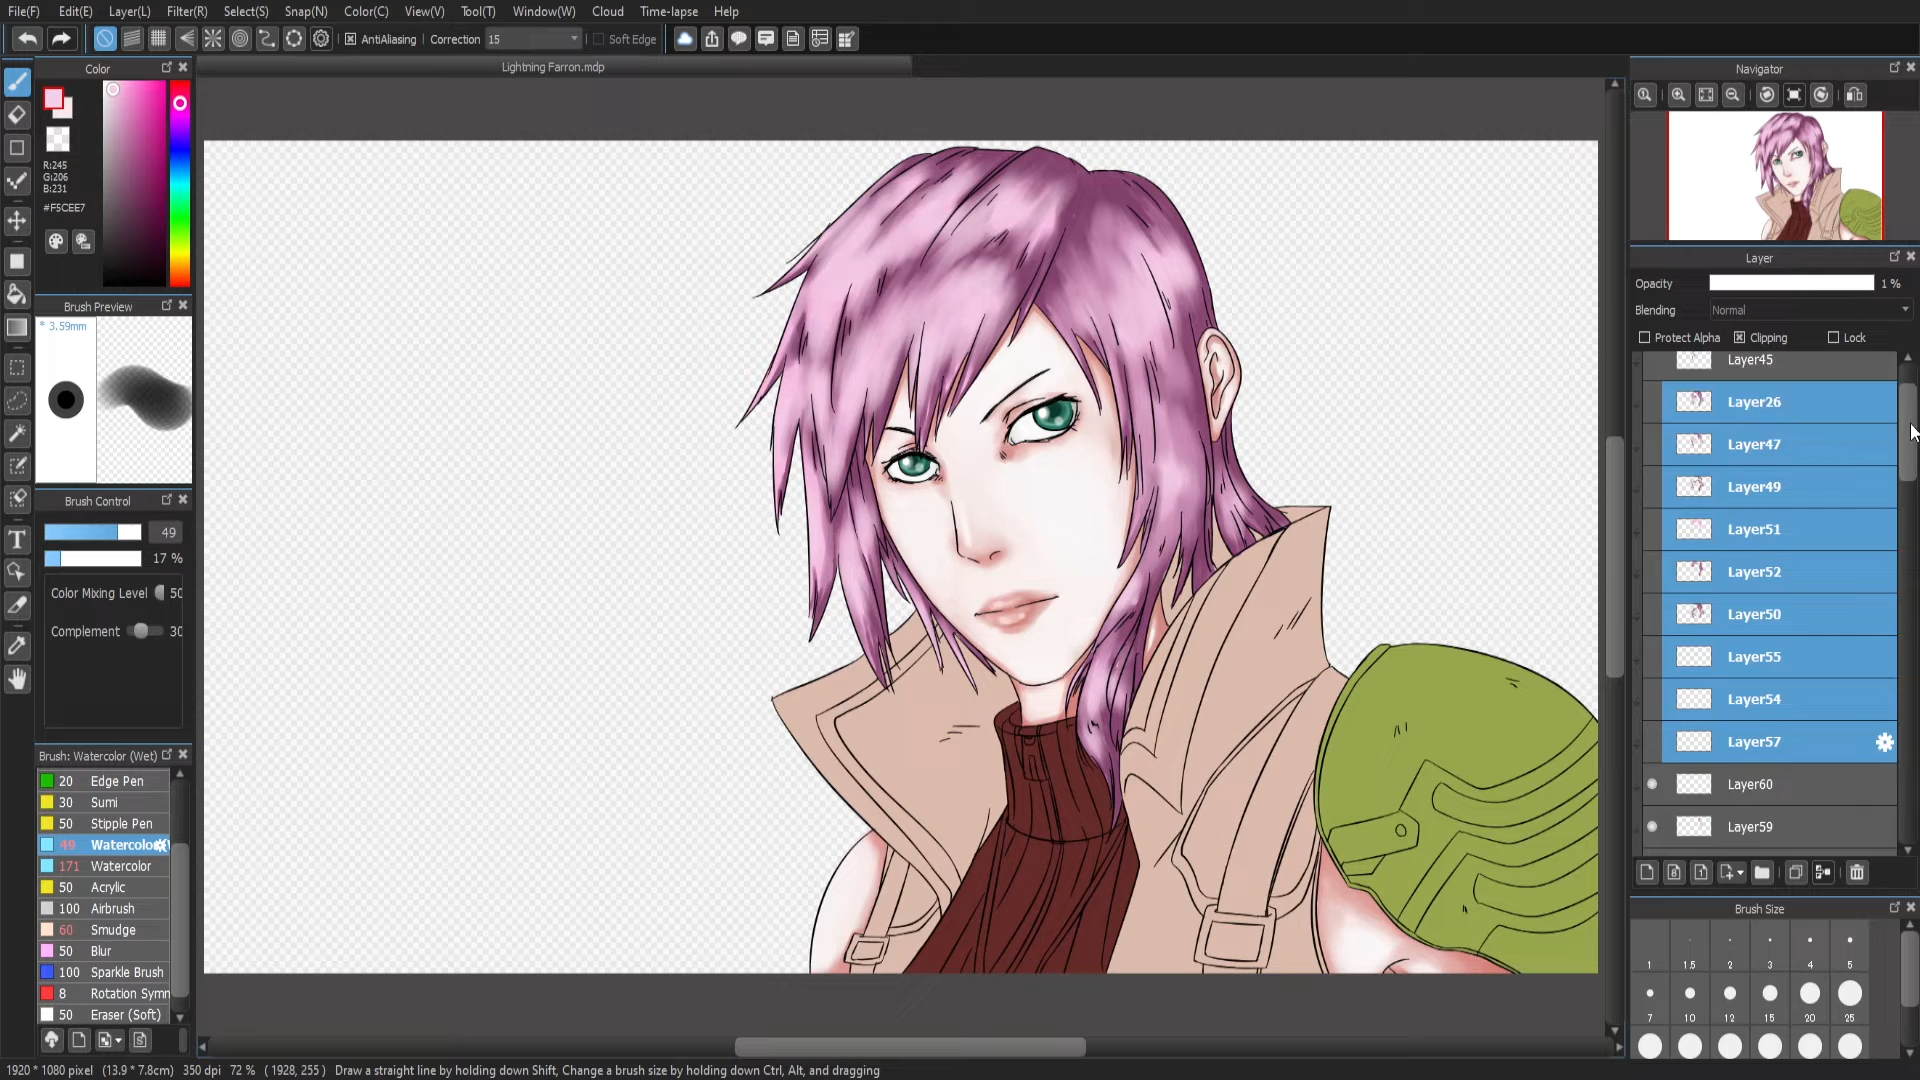 File(F) Edit(E) Layer(L) Filter(R) Select(S) Snap(N) Color(C) View(V) Tool(T) Window(W) Cloud Time-lapse Help
AntiAliasing Correction 15 Soft Edge
Lightning Farron.mdp
Color
R:245
G:206
B:231
#F5CEE7
Brush Preview
* 3.59mm
Brush Control
49
17 %
Color Mixing Level 50
Complement 30
Brush: Watercolor (Wet)
20 Edge Pen
30 Sumi
50 Stipple Pen
49 Watercolor
171 Watercolor
50 Acrylic
100 Airbrush
60 Smudge
50 Blur
100 Sparkle Brush
8 Rotation Symm
50 Eraser (Soft)
Navigator
Layer
Opacity 1 %
Blending Normal
Protect Alpha Clipping Lock
Layer45
Layer26
Layer47
Layer49
Layer51
Layer52
Layer50
Layer55
Layer54
Layer57
Layer60
Layer59
Brush Size
1 1.5 2 3 4 5
7 10 12 15 20 25
1920 * 1080 pixel (13.9 * 7.8cm) 350 dpi 72 % ( 1928, 255 ) Draw a straight line by holding down Shift, Change a brush size by holding down Ctrl, Alt, and dragging